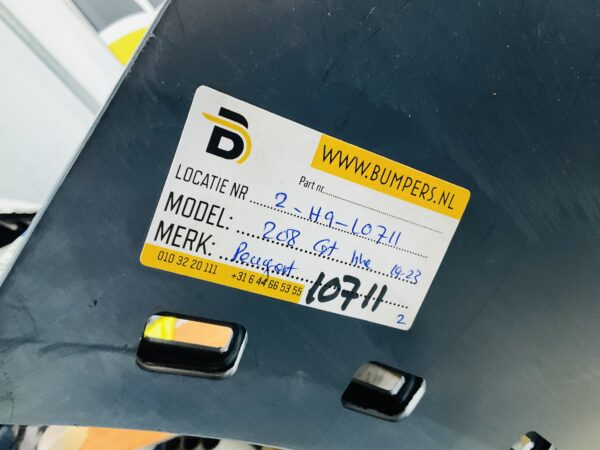 B
WWW.BUMPERS.NL
Part nr.
LOCATIE NR 2-H9-10711
MODEL: 208 Gt line 19-23
MERK: Peugeot
010 32 20 111 +31 6 44 66 53 55
10711
2